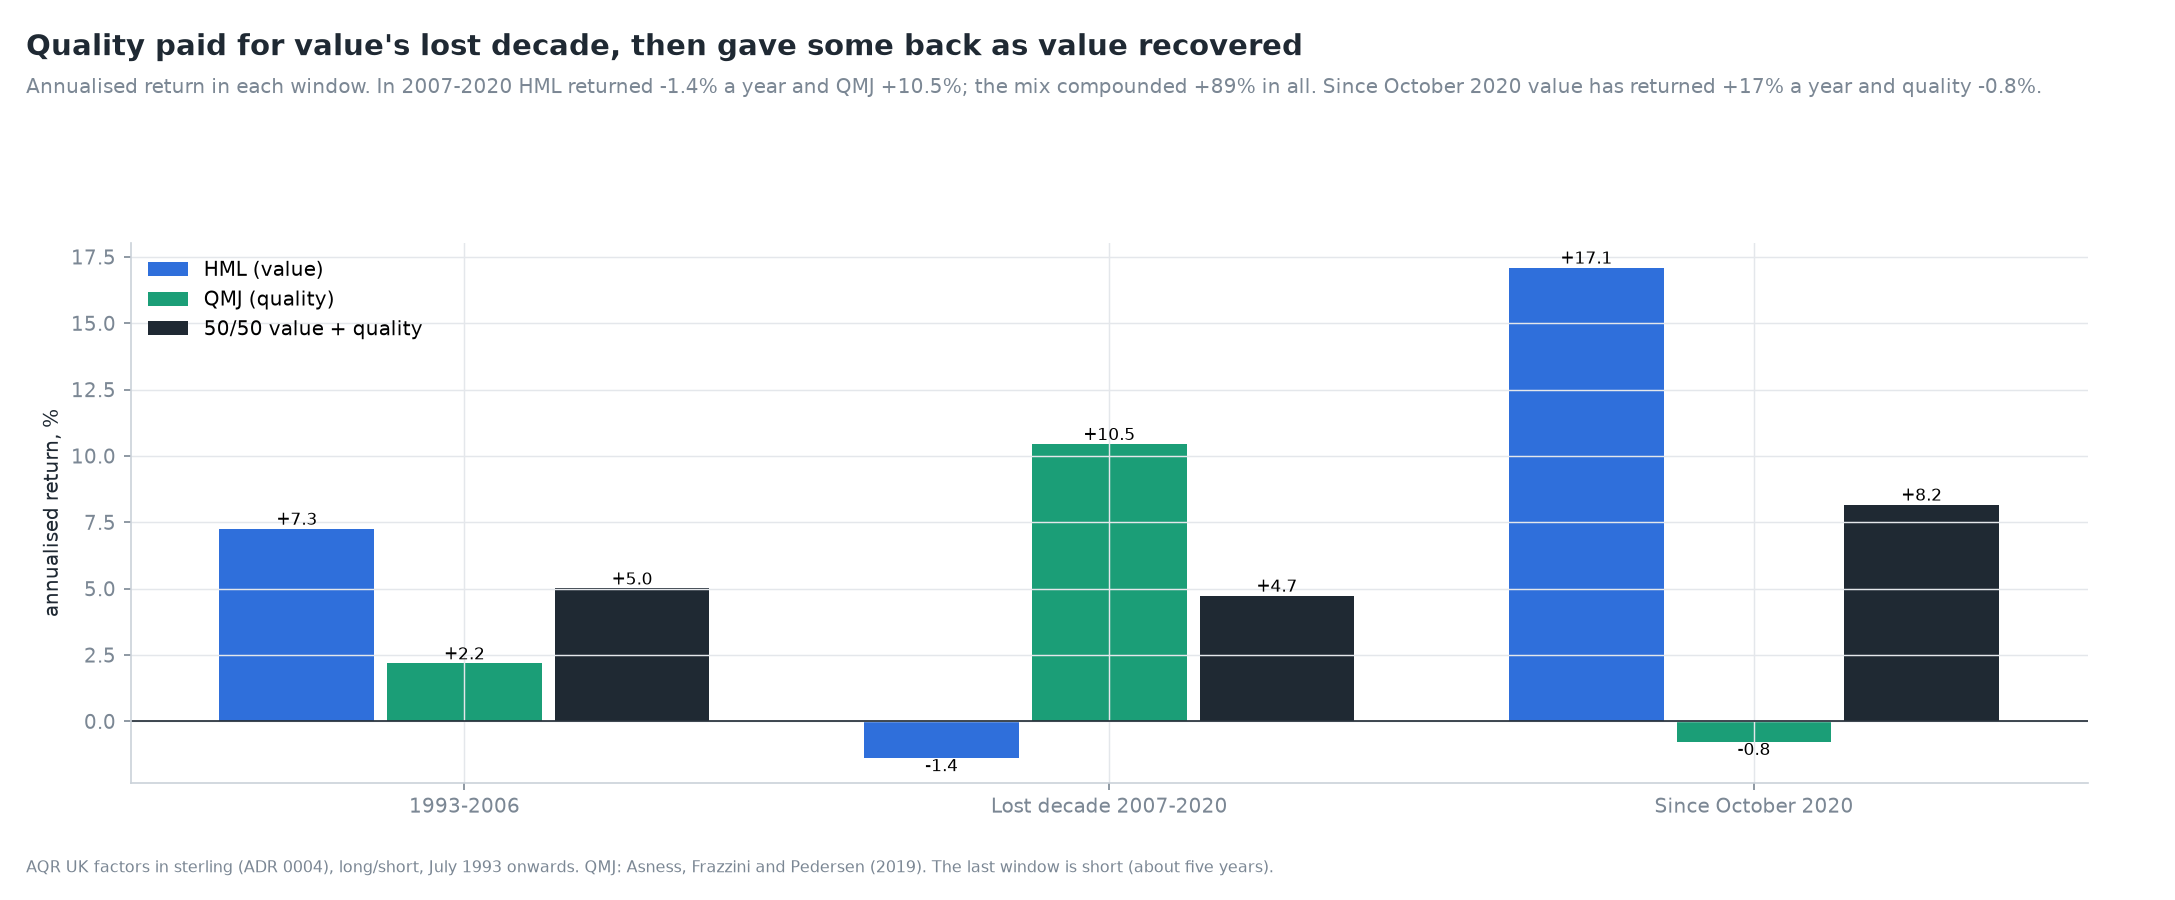 Quality paid for value's lost decade, then gave some back as value recovered
Annualised return in each window. In 2007-2020 HML returned -1.4% a year and QMJ +10.5%; the mix compounded +89% in all. Since October 2020 value has returned +17% a year and quality -0.8%.
annualised return, %
17.5
15.0
12.5
10.0
7.5
5.0
2.5
0.0
HML (value)
QMJ (quality)
50/50 value + quality
+7.3
+2.2
+5.0
-1.4
+10.5
+4.7
+17.1
-0.8
+8.2
1993-2006
Lost decade 2007-2020
Since October 2020
AQR UK factors in sterling (ADR 0004), long/short, July 1993 onwards. QMJ: Asness, Frazzini and Pedersen (2019). The last window is short (about five years).